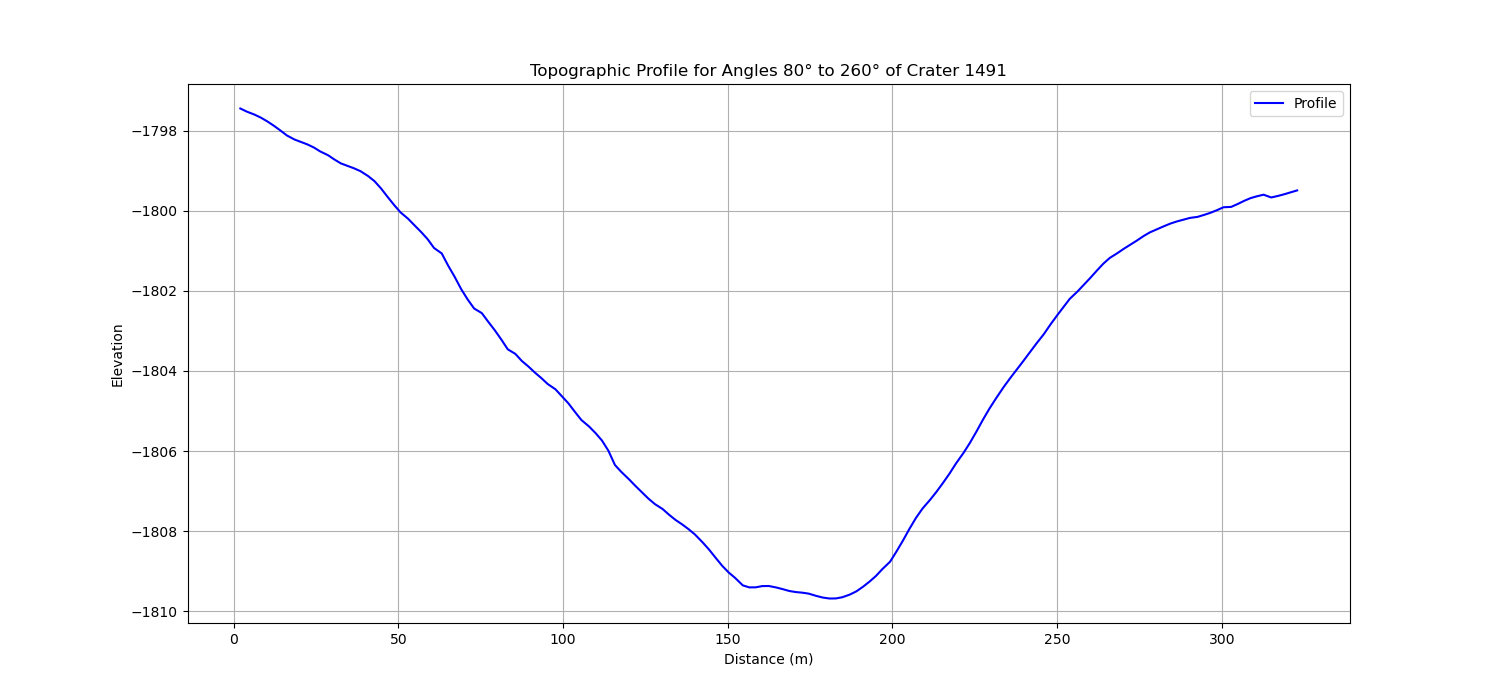 Topographic Profile for Angles 80° to 260° of Crater 1491
Profile
−1798
−1800
−1802
−1804
−1806
−1808
−1810
Elevation
0 50 100 150 200 250 300
Distance (m)